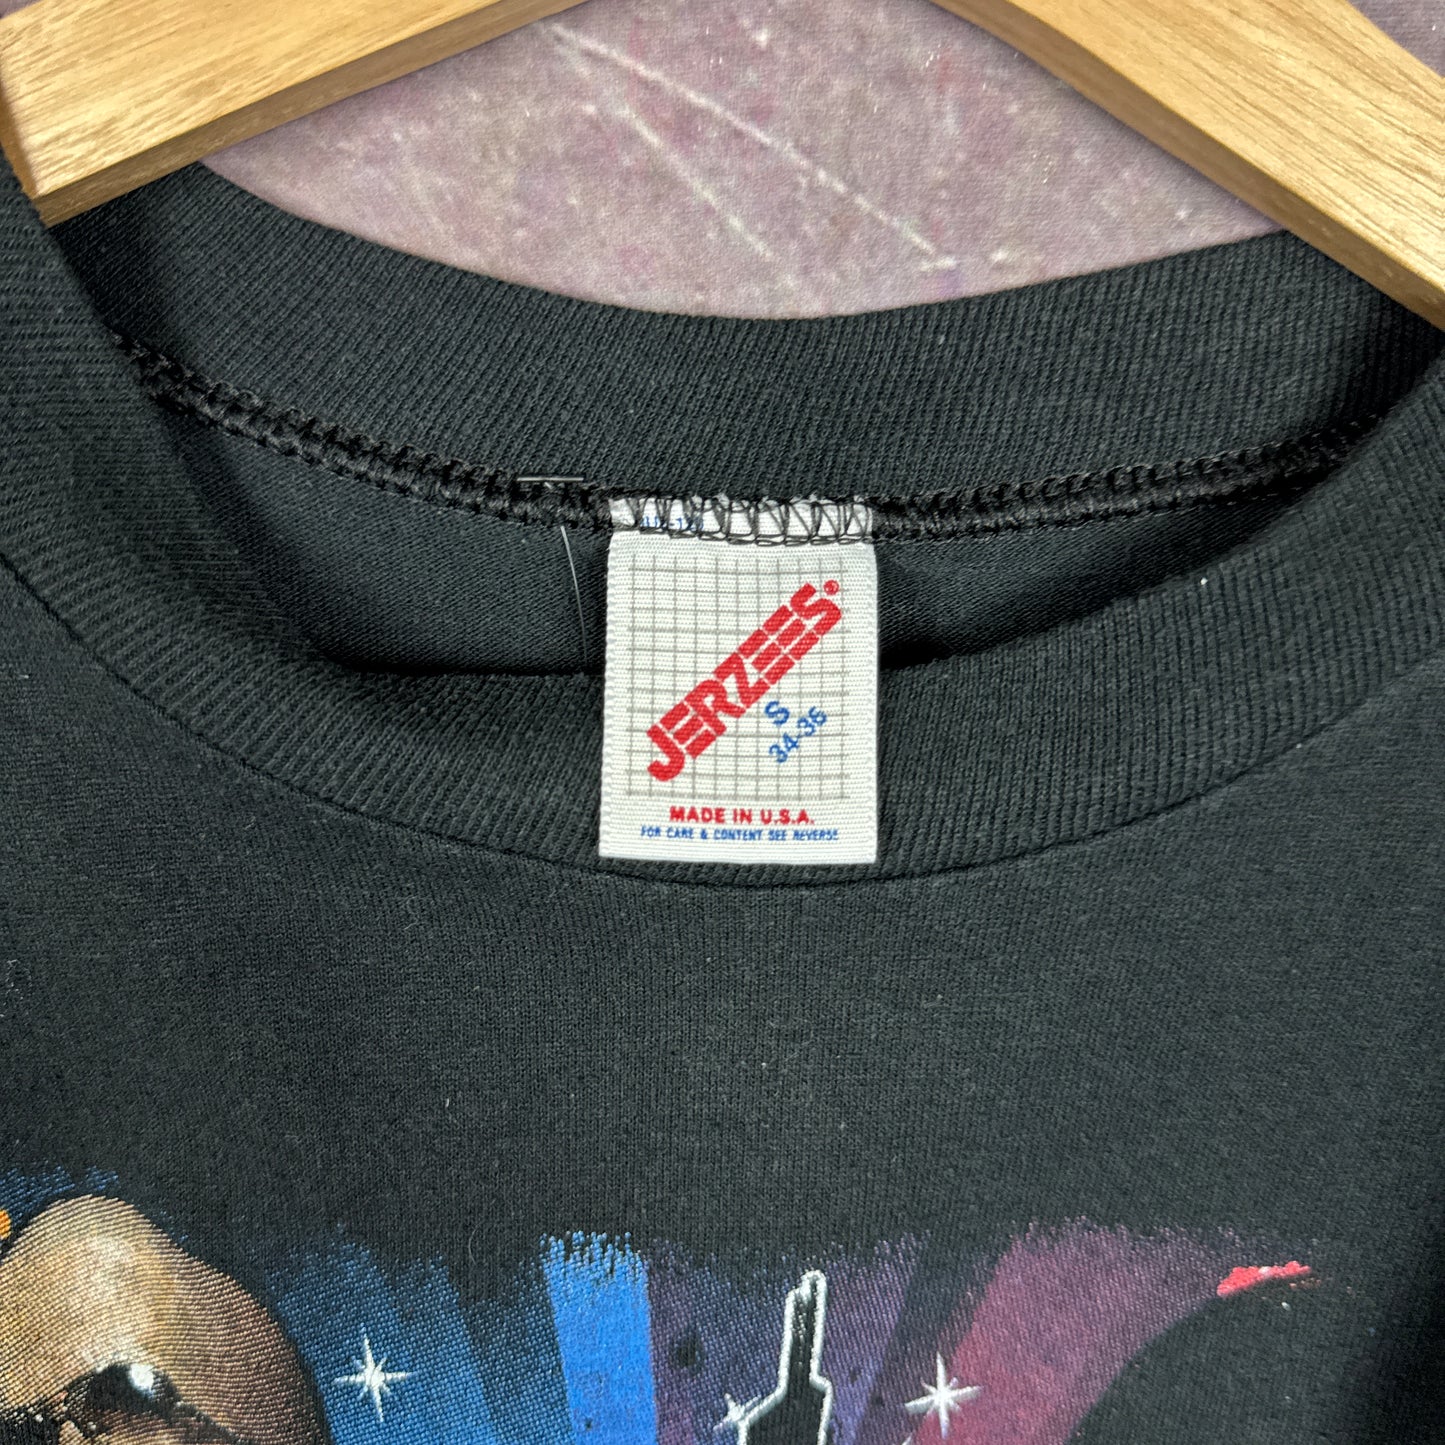 JERZEES®
S
34-36
MADE IN U.S.A.
FOR CARE & CONTENT SEE REVERSE